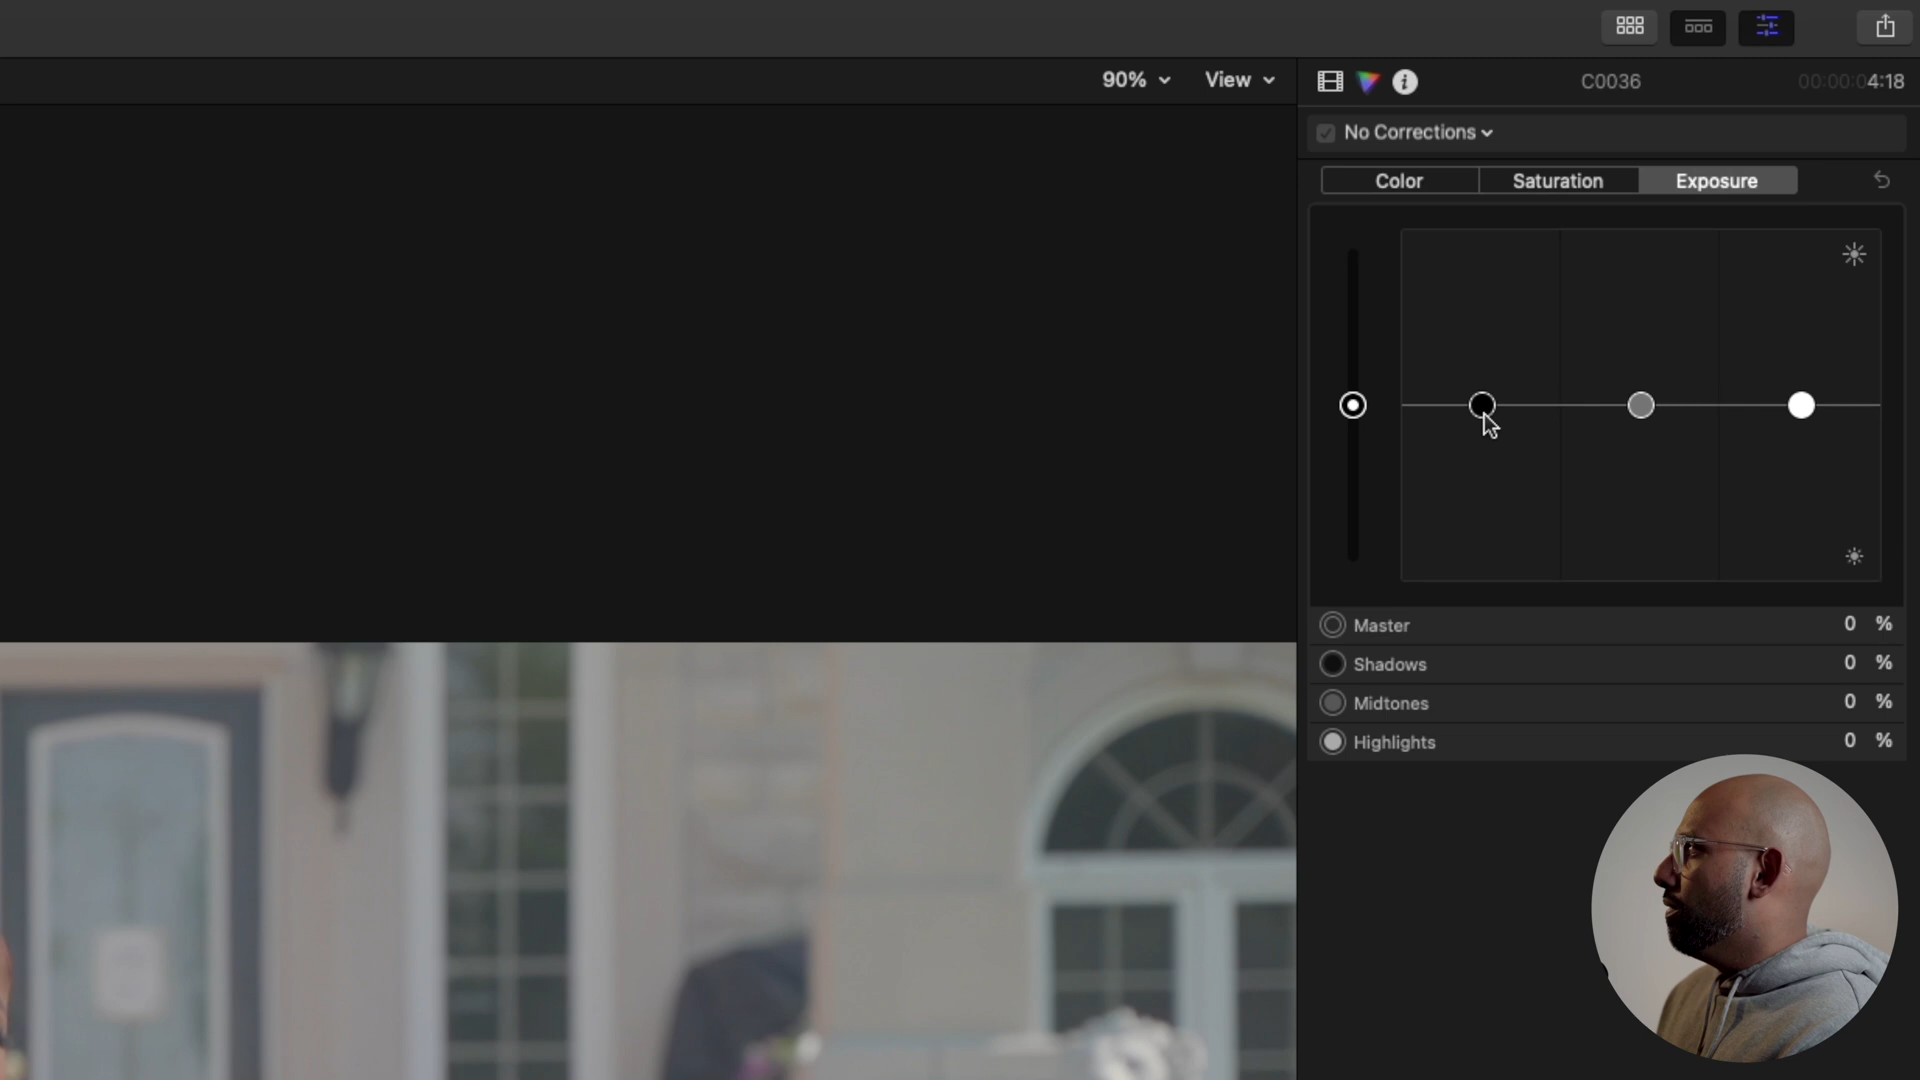 90% View
C0036 00:00:04:18
No Corrections
Color Saturation Exposure
Master 0 %
Shadows 0 %
Midtones 0 %
Highlights 0 %